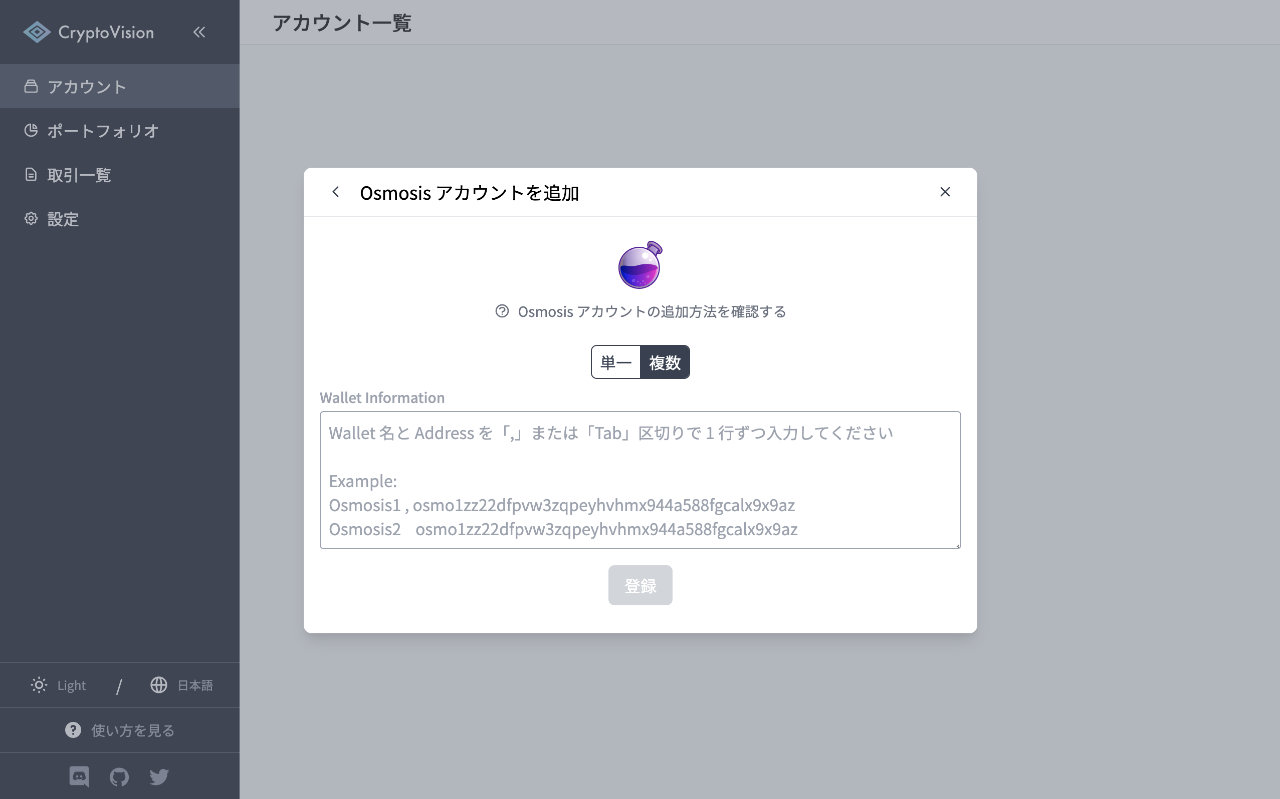 CryptoVision
アカウント一覧
アカウント
ポートフォリオ
取引一覧
設定
Osmosis アカウントを追加
Osmosis アカウントの追加方法を確認する
単一 複数
Wallet Information
Wallet 名と Address を「,」または「Tab」区切りで 1 行ずつ入力してください
Example:
Osmosis1 , osmo1zz22dfpvw3zqpeyhvhmx944a588fgcalx9x9az
Osmosis2 osmo1zz22dfpvw3zqpeyhvhmx944a588fgcalx9x9az
登録
Light / 日本語
使い方を見る